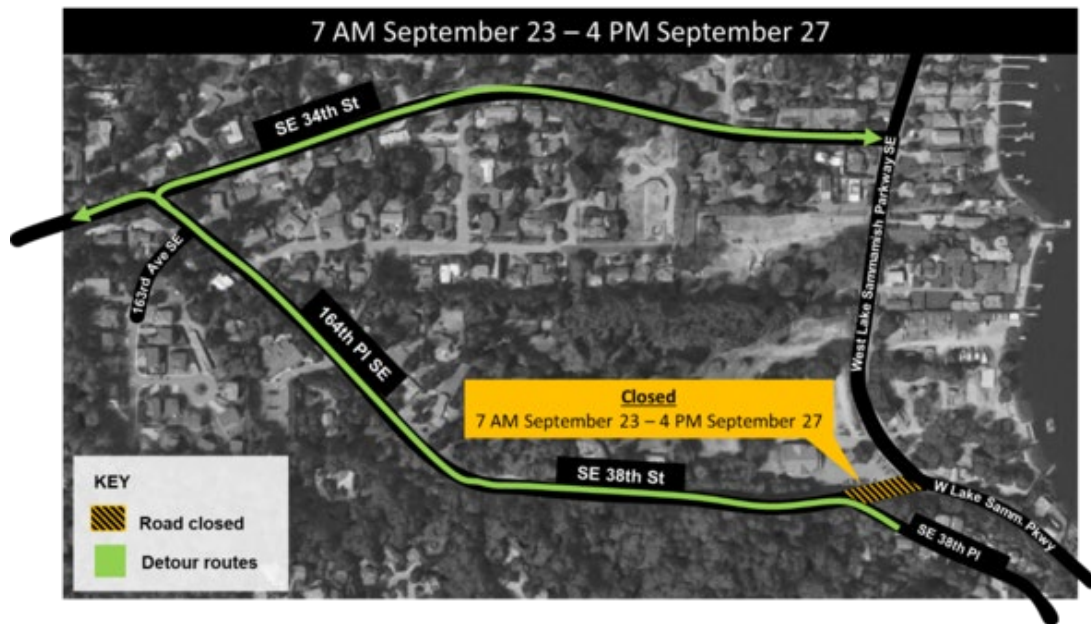 7 AM September 23 – 4 PM September 27
SE 34th St
163rd Ave SE
164th Pl SE
West Lake Sammamish Parkway SE
Closed
7 AM September 23 – 4 PM September 27
SE 38th St
W Lake Samm. Pkwy
SE 38th Pl
KEY
Road closed
Detour routes